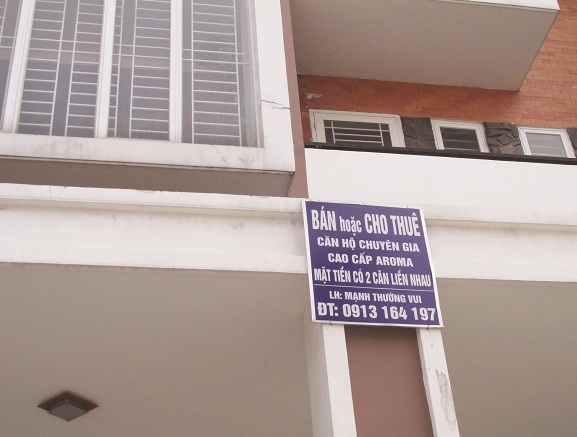 BÁN hoặc CHO THUÊ
CĂN HỘ CHUYÊN GIA
CAO CẤP AROMA
MẶT TIỀN CÓ 2 CĂN LIỀN NHAU
LH: MẠNH THƯỜNG VUI
ĐT: 0913 164 197